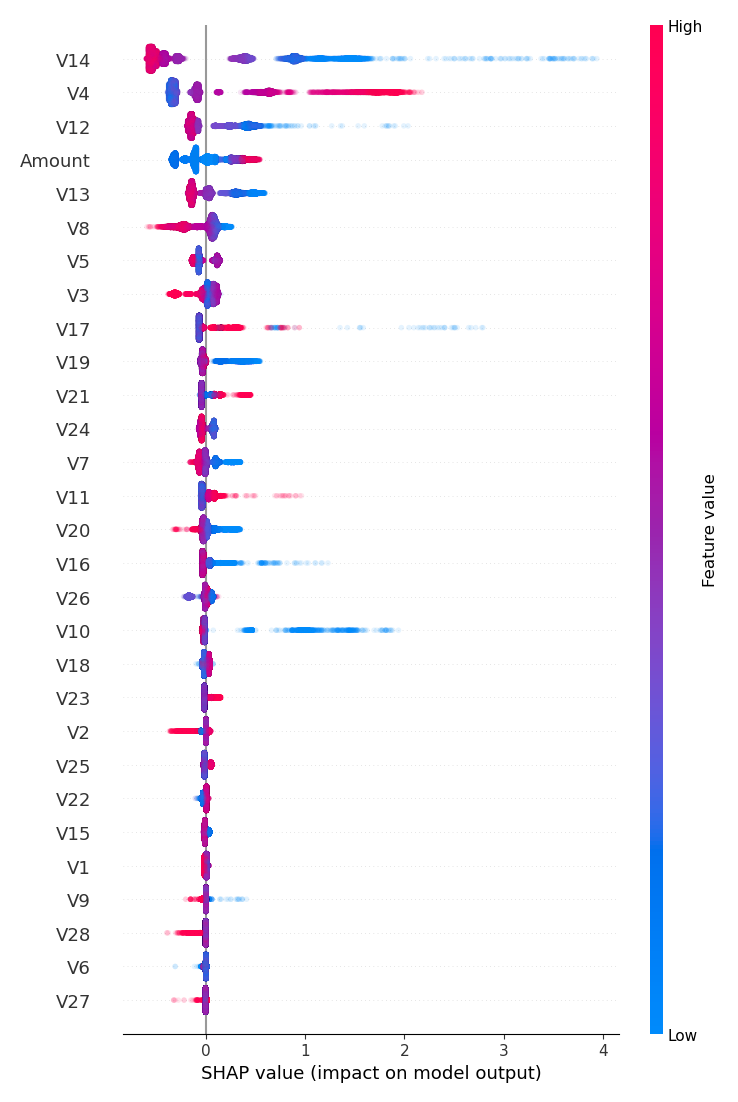 High
V14
V4
V12
Amount
V13
V8
V5
V3
V17
V19
V21
V24
V7
V11
V20
V16
V26
V10
V18
V23
V2
V25
V22
V15
V1
V9
V28
V6
V27
Feature value
Low
0 1 2 3 4
SHAP value (impact on model output)